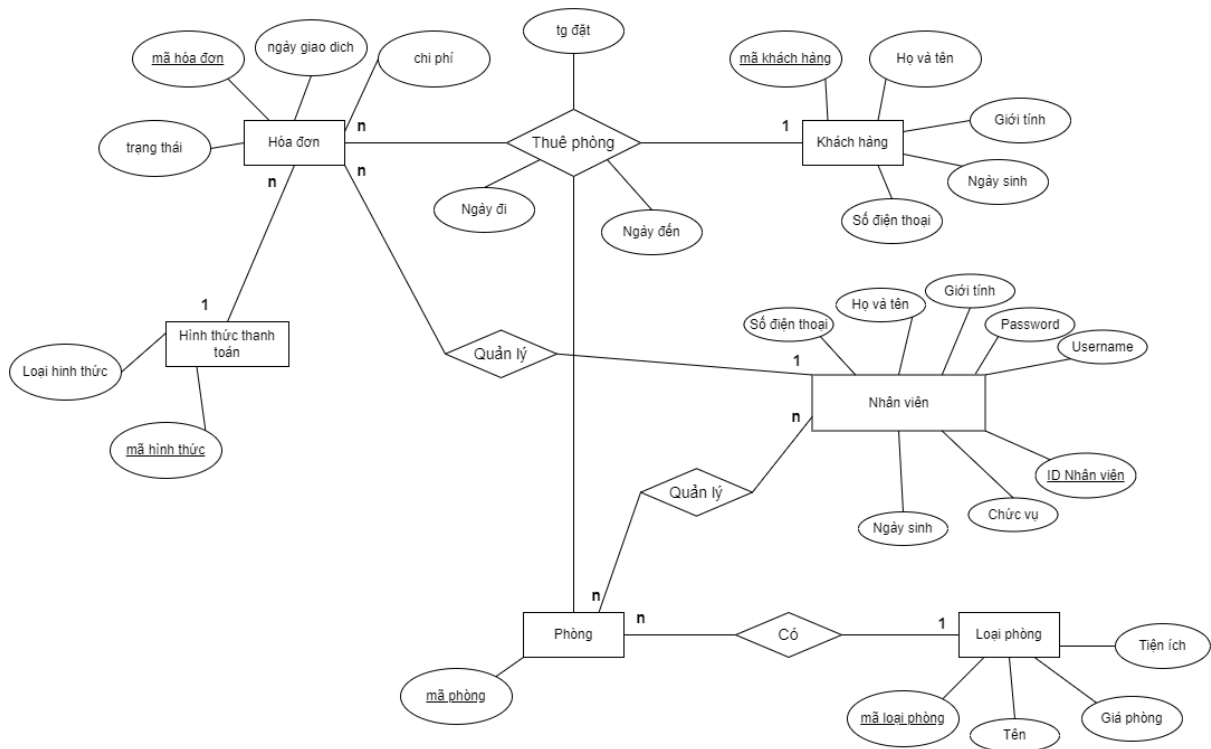 tg đặt
mã hóa đơn
ngày giao dich
chi phí
mã khách hàng
Họ và tên
trạng thái
Hóa đơn
n
Thuê phòng
1
Khách hàng
Giới tính
n
n
Ngày đi
Ngày đến
Số điện thoại
Ngày sinh
1
Hình thức thanh
toán
Loại hinh thức
mã hình thức
Quản lý
1
Số điện thoại
Họ và tên
Giới tính
Password
Username
Nhân viên
n
Quản lý
ID Nhân viên
Ngày sinh
Chức vụ
n
Phòng
n
Có
1
Loại phòng
Tiện ích
mã phòng
mã loại phòng
Tên
Giá phòng